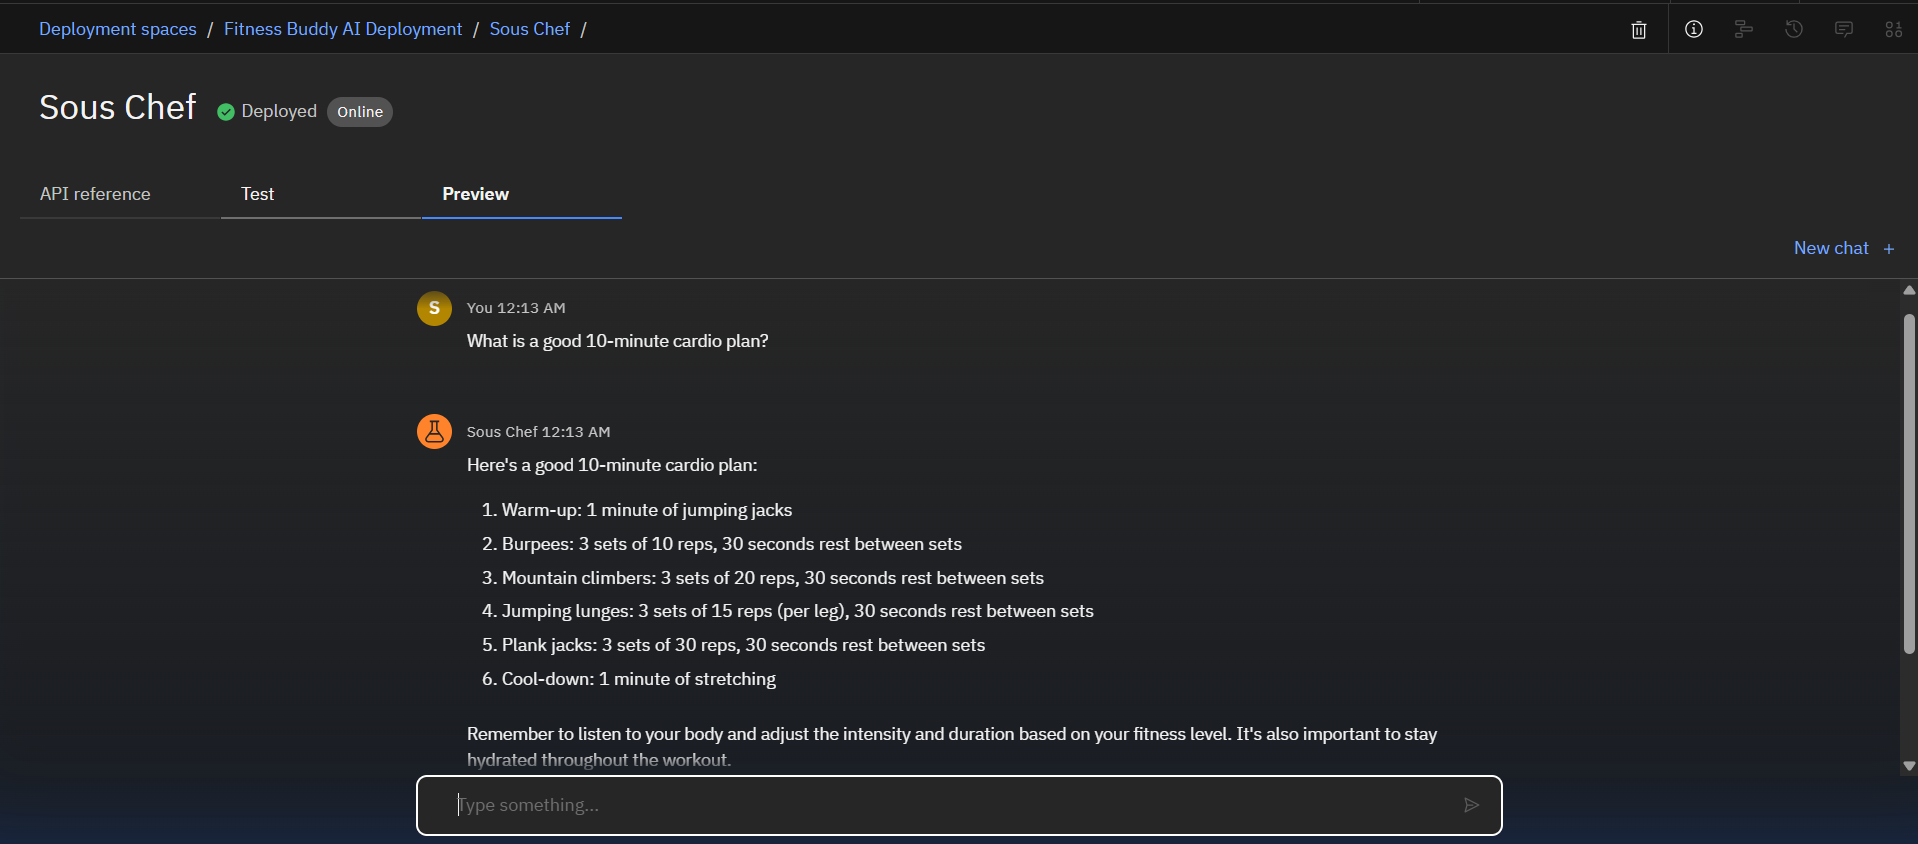 Deployment spaces / Fitness Buddy AI Deployment / Sous Chef /
Sous Chef Deployed Online
API reference Test Preview
New chat +
S You 12:13 AM
What is a good 10-minute cardio plan?
Sous Chef 12:13 AM
Here's a good 10-minute cardio plan:
1. Warm-up: 1 minute of jumping jacks
2. Burpees: 3 sets of 10 reps, 30 seconds rest between sets
3. Mountain climbers: 3 sets of 20 reps, 30 seconds rest between sets
4. Jumping lunges: 3 sets of 15 reps (per leg), 30 seconds rest between sets
5. Plank jacks: 3 sets of 30 reps, 30 seconds rest between sets
6. Cool-down: 1 minute of stretching
Remember to listen to your body and adjust the intensity and duration based on your fitness level. It's also important to stay
hydrated throughout the workout.
Type something...